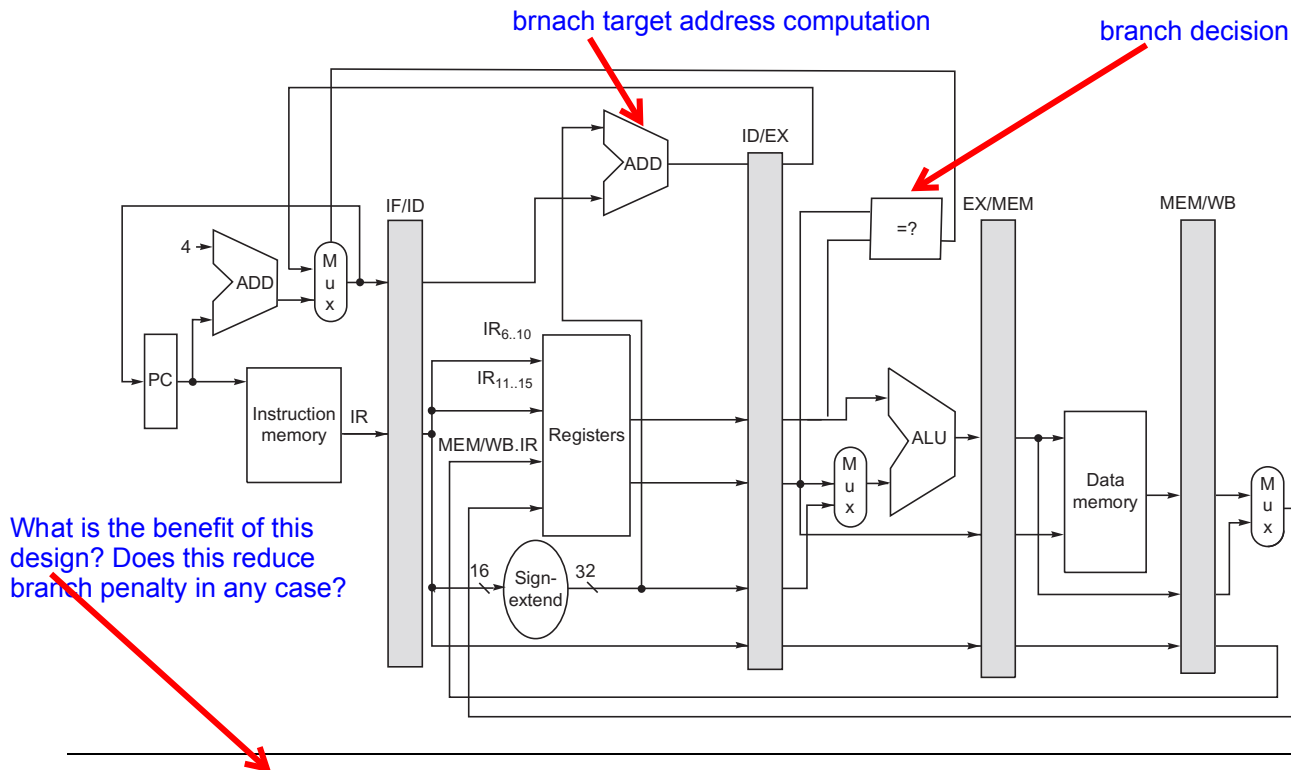 brnach target address computation
branch decision
ID/EX
ADD
IF/ID
EX/MEM
MEM/WB
=?
4
ADD
M
u
x
IR6..10
PC
IR11..15
Instruction
memory
IR
Registers
MEM/WB.IR
M
u
x
ALU
Data
memory
M
u
x
What is the benefit of this
design? Does this reduce
branch penalty in any case?
16
Sign-
extend
32